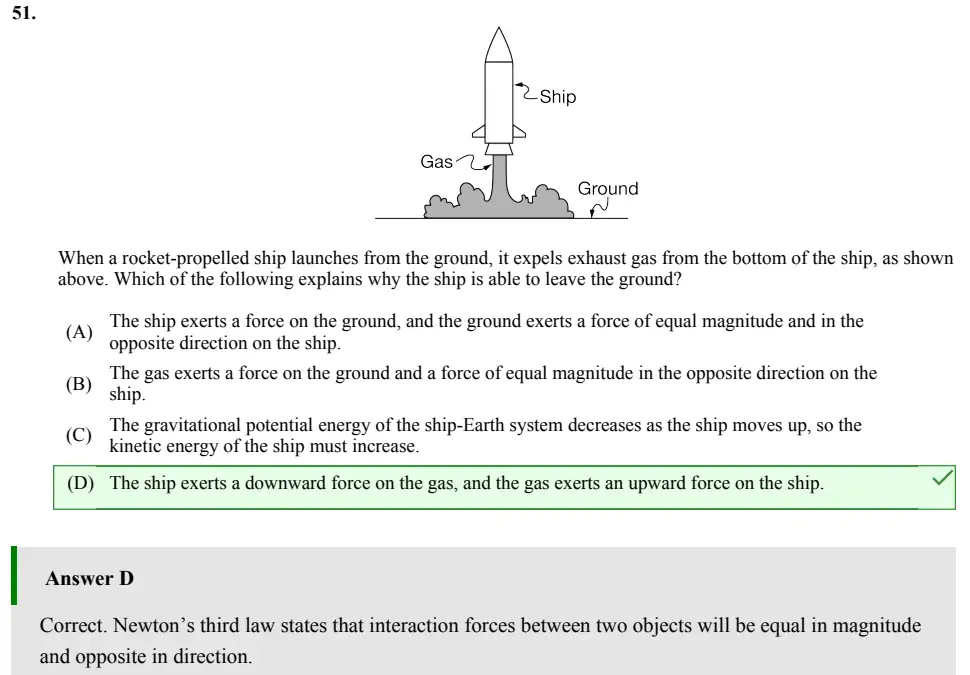 51.
Ship
Gas
Ground
When a rocket-propelled ship launches from the ground, it expels exhaust gas from the bottom of the ship, as shown
above. Which of the following explains why the ship is able to leave the ground?
(A) The ship exerts a force on the ground, and the ground exerts a force of equal magnitude and in the
opposite direction on the ship.
(B) The gas exerts a force on the ground and a force of equal magnitude in the opposite direction on the
ship.
(C) The gravitational potential energy of the ship-Earth system decreases as the ship moves up, so the
kinetic energy of the ship must increase.
(D) The ship exerts a downward force on the gas, and the gas exerts an upward force on the ship.
Answer D
Correct. Newton’s third law states that interaction forces between two objects will be equal in magnitude
and opposite in direction.